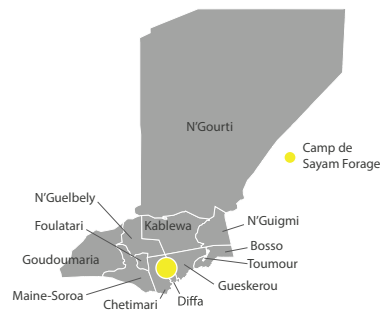 N'Gourti
Camp de
Sayam Forage
N'Guelbely
Kablewa
N'Guigmi
Foulatari
Bosso
Goudoumaria
Toumour
Gueskerou
Maine-Soroa
Diffa
Chetimari